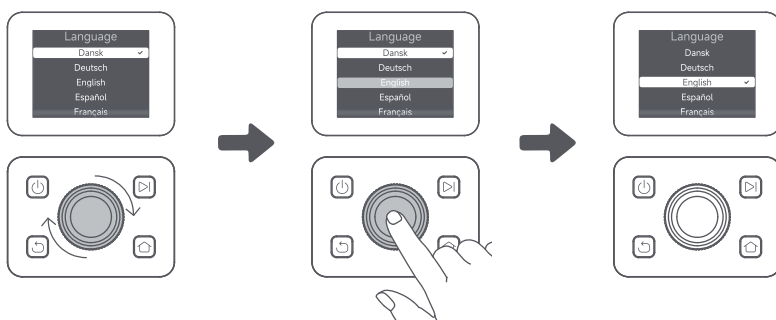 Language
Dansk
Deutsch
English
Español
Français
Language
Dansk
Deutsch
English
Español
Français
Language
Dansk
Deutsch
English
Español
Français